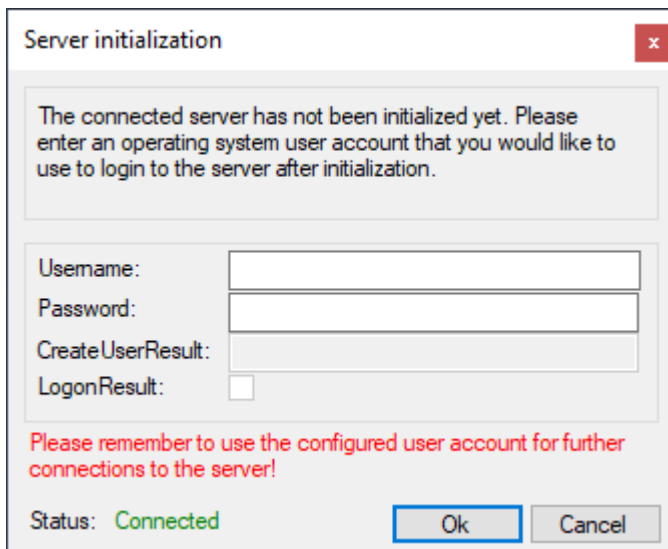 Server initialization
x
The connected server has not been initialized yet. Please
enter an operating system user account that you would like to
use to login to the server after initialization.
Username:
Password:
CreateUserResult:
LogonResult:
Please remember to use the configured user account for further
connections to the server!
Status: Connected
Ok
Cancel